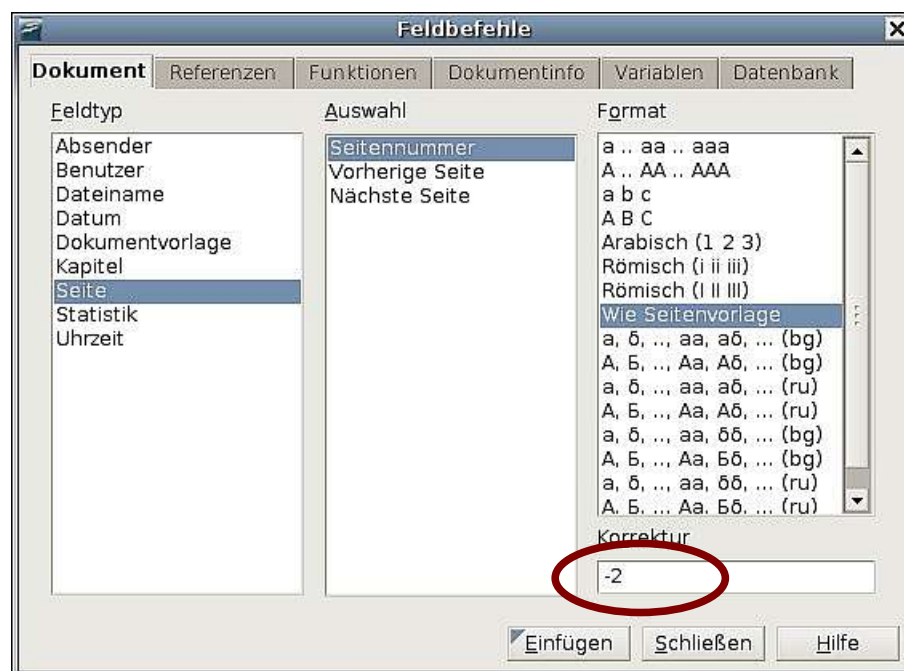 Feldbefehle
Dokument Referenzen Funktionen Dokumentinfo Variablen Datenbank
Feldtyp
Absender
Benutzer
Dateiname
Datum
Dokumentvorlage
Kapitel
Seite
Statistik
Uhrzeit
Auswahl
Seitennummer
Vorherige Seite
Nächste Seite
Format
a .. aa .. aaa
A .. AA .. AAA
a b c
A B C
Arabisch (1 2 3)
Römisch (i ii iii)
Römisch (I II III)
Wie Seitenvorlage
а, б, .., аа, аб, ... (bg)
А, Б, .., Аа, Аб, ... (bg)
а, б, .., аа, аб, ... (ru)
А, Б, .., Аа, Аб, ... (ru)
а, б, .., аа, бб, ... (bg)
А, Б, .., Аа, Бб, ... (bg)
а, б, .., аа, бб, ... (ru)
А, Б, .., Аа, Бб, ... (ru)
Korrektur
-2
Einfügen Schließen Hilfe